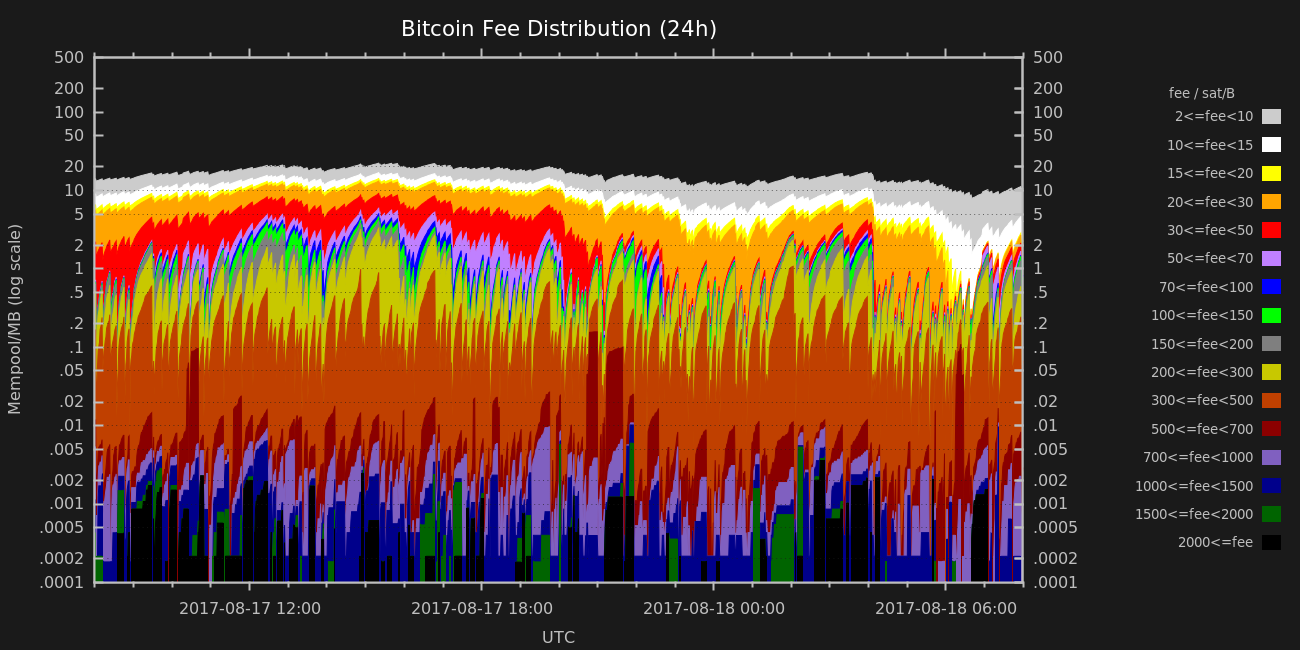 Bitcoin Fee Distribution (24h)
Mempool/MB (log scale)
500
200
100
50
20
10
5
2
1
.5
.2
.1
.05
.02
.01
.005
.002
.001
.0005
.0002
.0001
500
200
100
50
20
10
5
2
1
.5
.2
.1
.05
.02
.01
.005
.002
.001
.0005
.0002
.0001
2017-08-17 12:00
2017-08-17 18:00
2017-08-18 00:00
2017-08-18 06:00
UTC
fee / sat/B
2<=fee<10
10<=fee<15
15<=fee<20
20<=fee<30
30<=fee<50
50<=fee<70
70<=fee<100
100<=fee<150
150<=fee<200
200<=fee<300
300<=fee<500
500<=fee<700
700<=fee<1000
1000<=fee<1500
1500<=fee<2000
2000<=fee